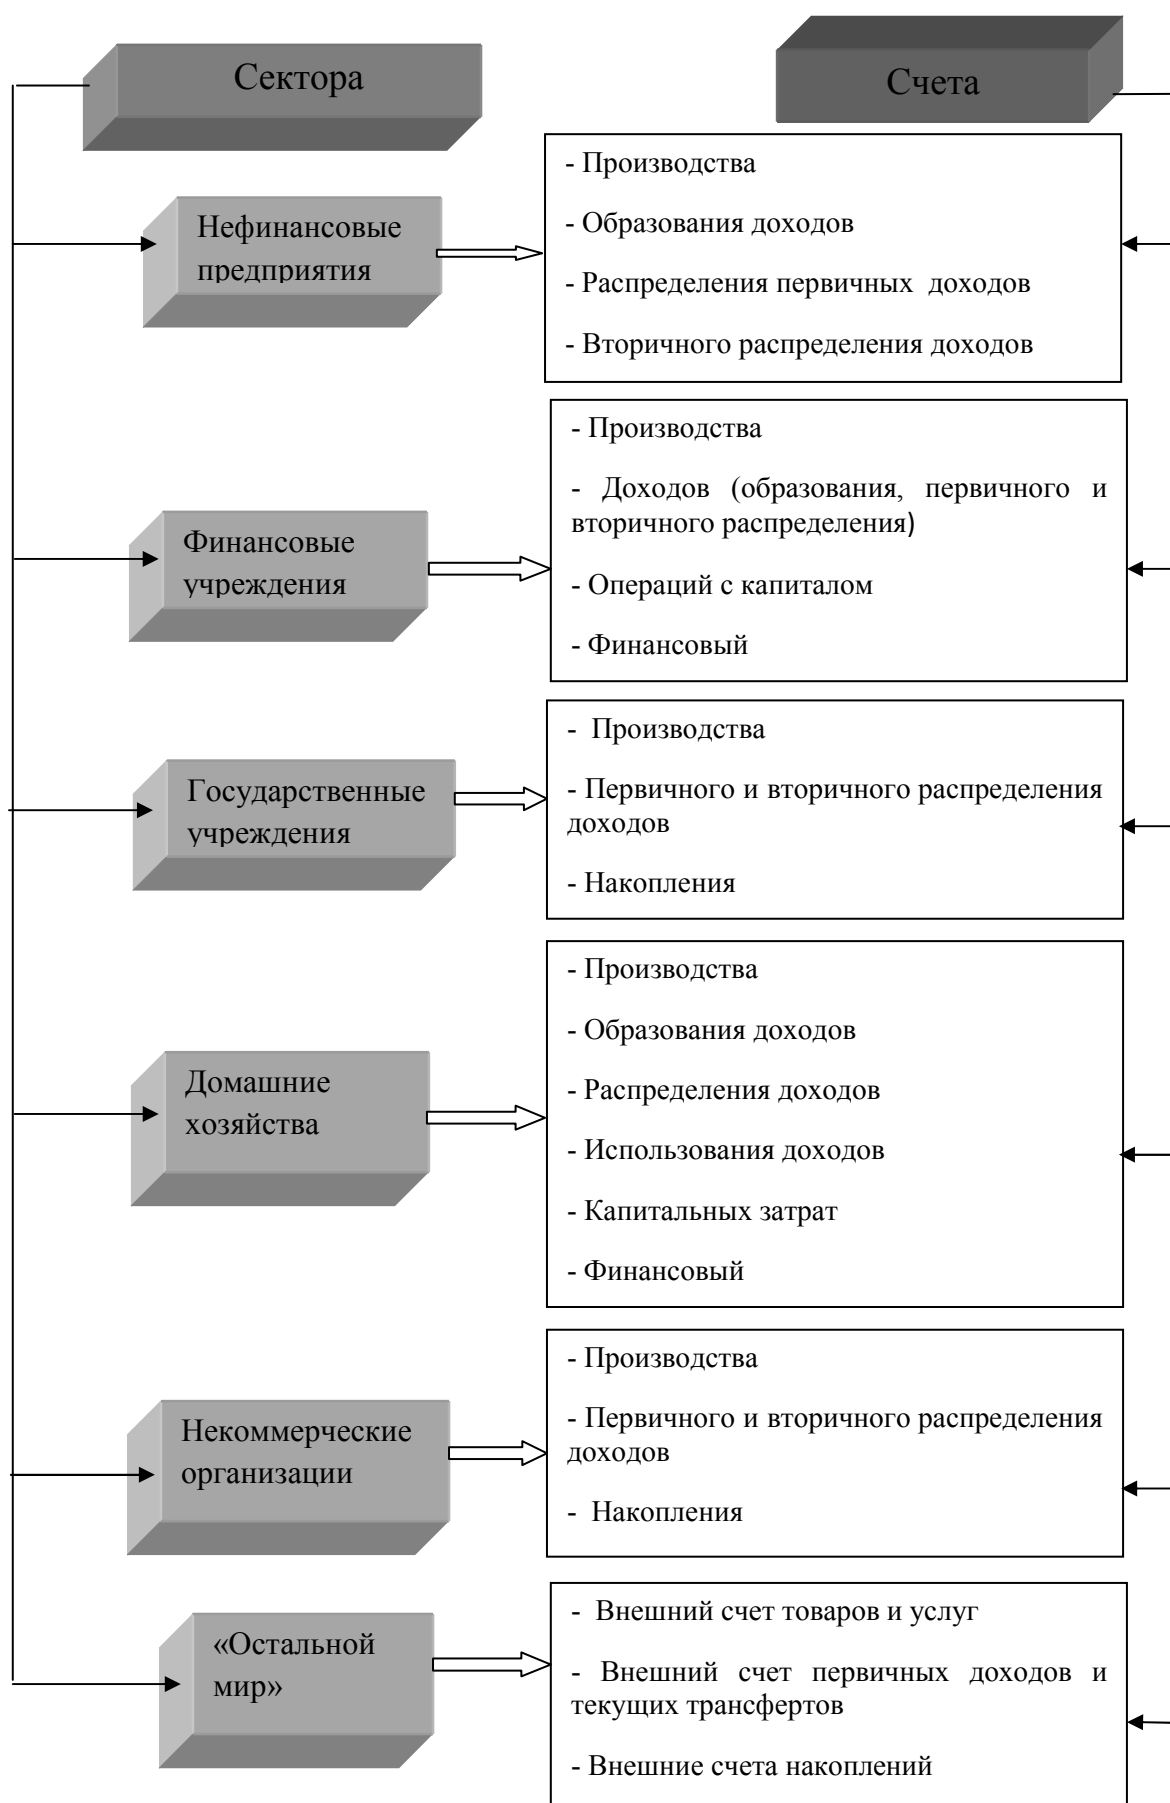 Сектора
Счета
Нефинансовые
предприятия
- Производства
- Образования доходов
- Распределения первичных доходов
- Вторичного распределения доходов
Финансовые
учреждения
- Производства
- Доходов (образования, первичного и
вторичного распределения)
- Операций с капиталом
- Финансовый
Государственные
учреждения
- Производства
- Первичного и вторичного распределения
доходов
- Накопления
Домашние
хозяйства
- Производства
- Образования доходов
- Распределения доходов
- Использования доходов
- Капитальных затрат
- Финансовый
Некоммерческие
организации
- Производства
- Первичного и вторичного распределения
доходов
- Накопления
«Остальной
мир»
- Внешний счет товаров и услуг
- Внешний счет первичных доходов и
текущих трансфертов
- Внешние счета накоплений